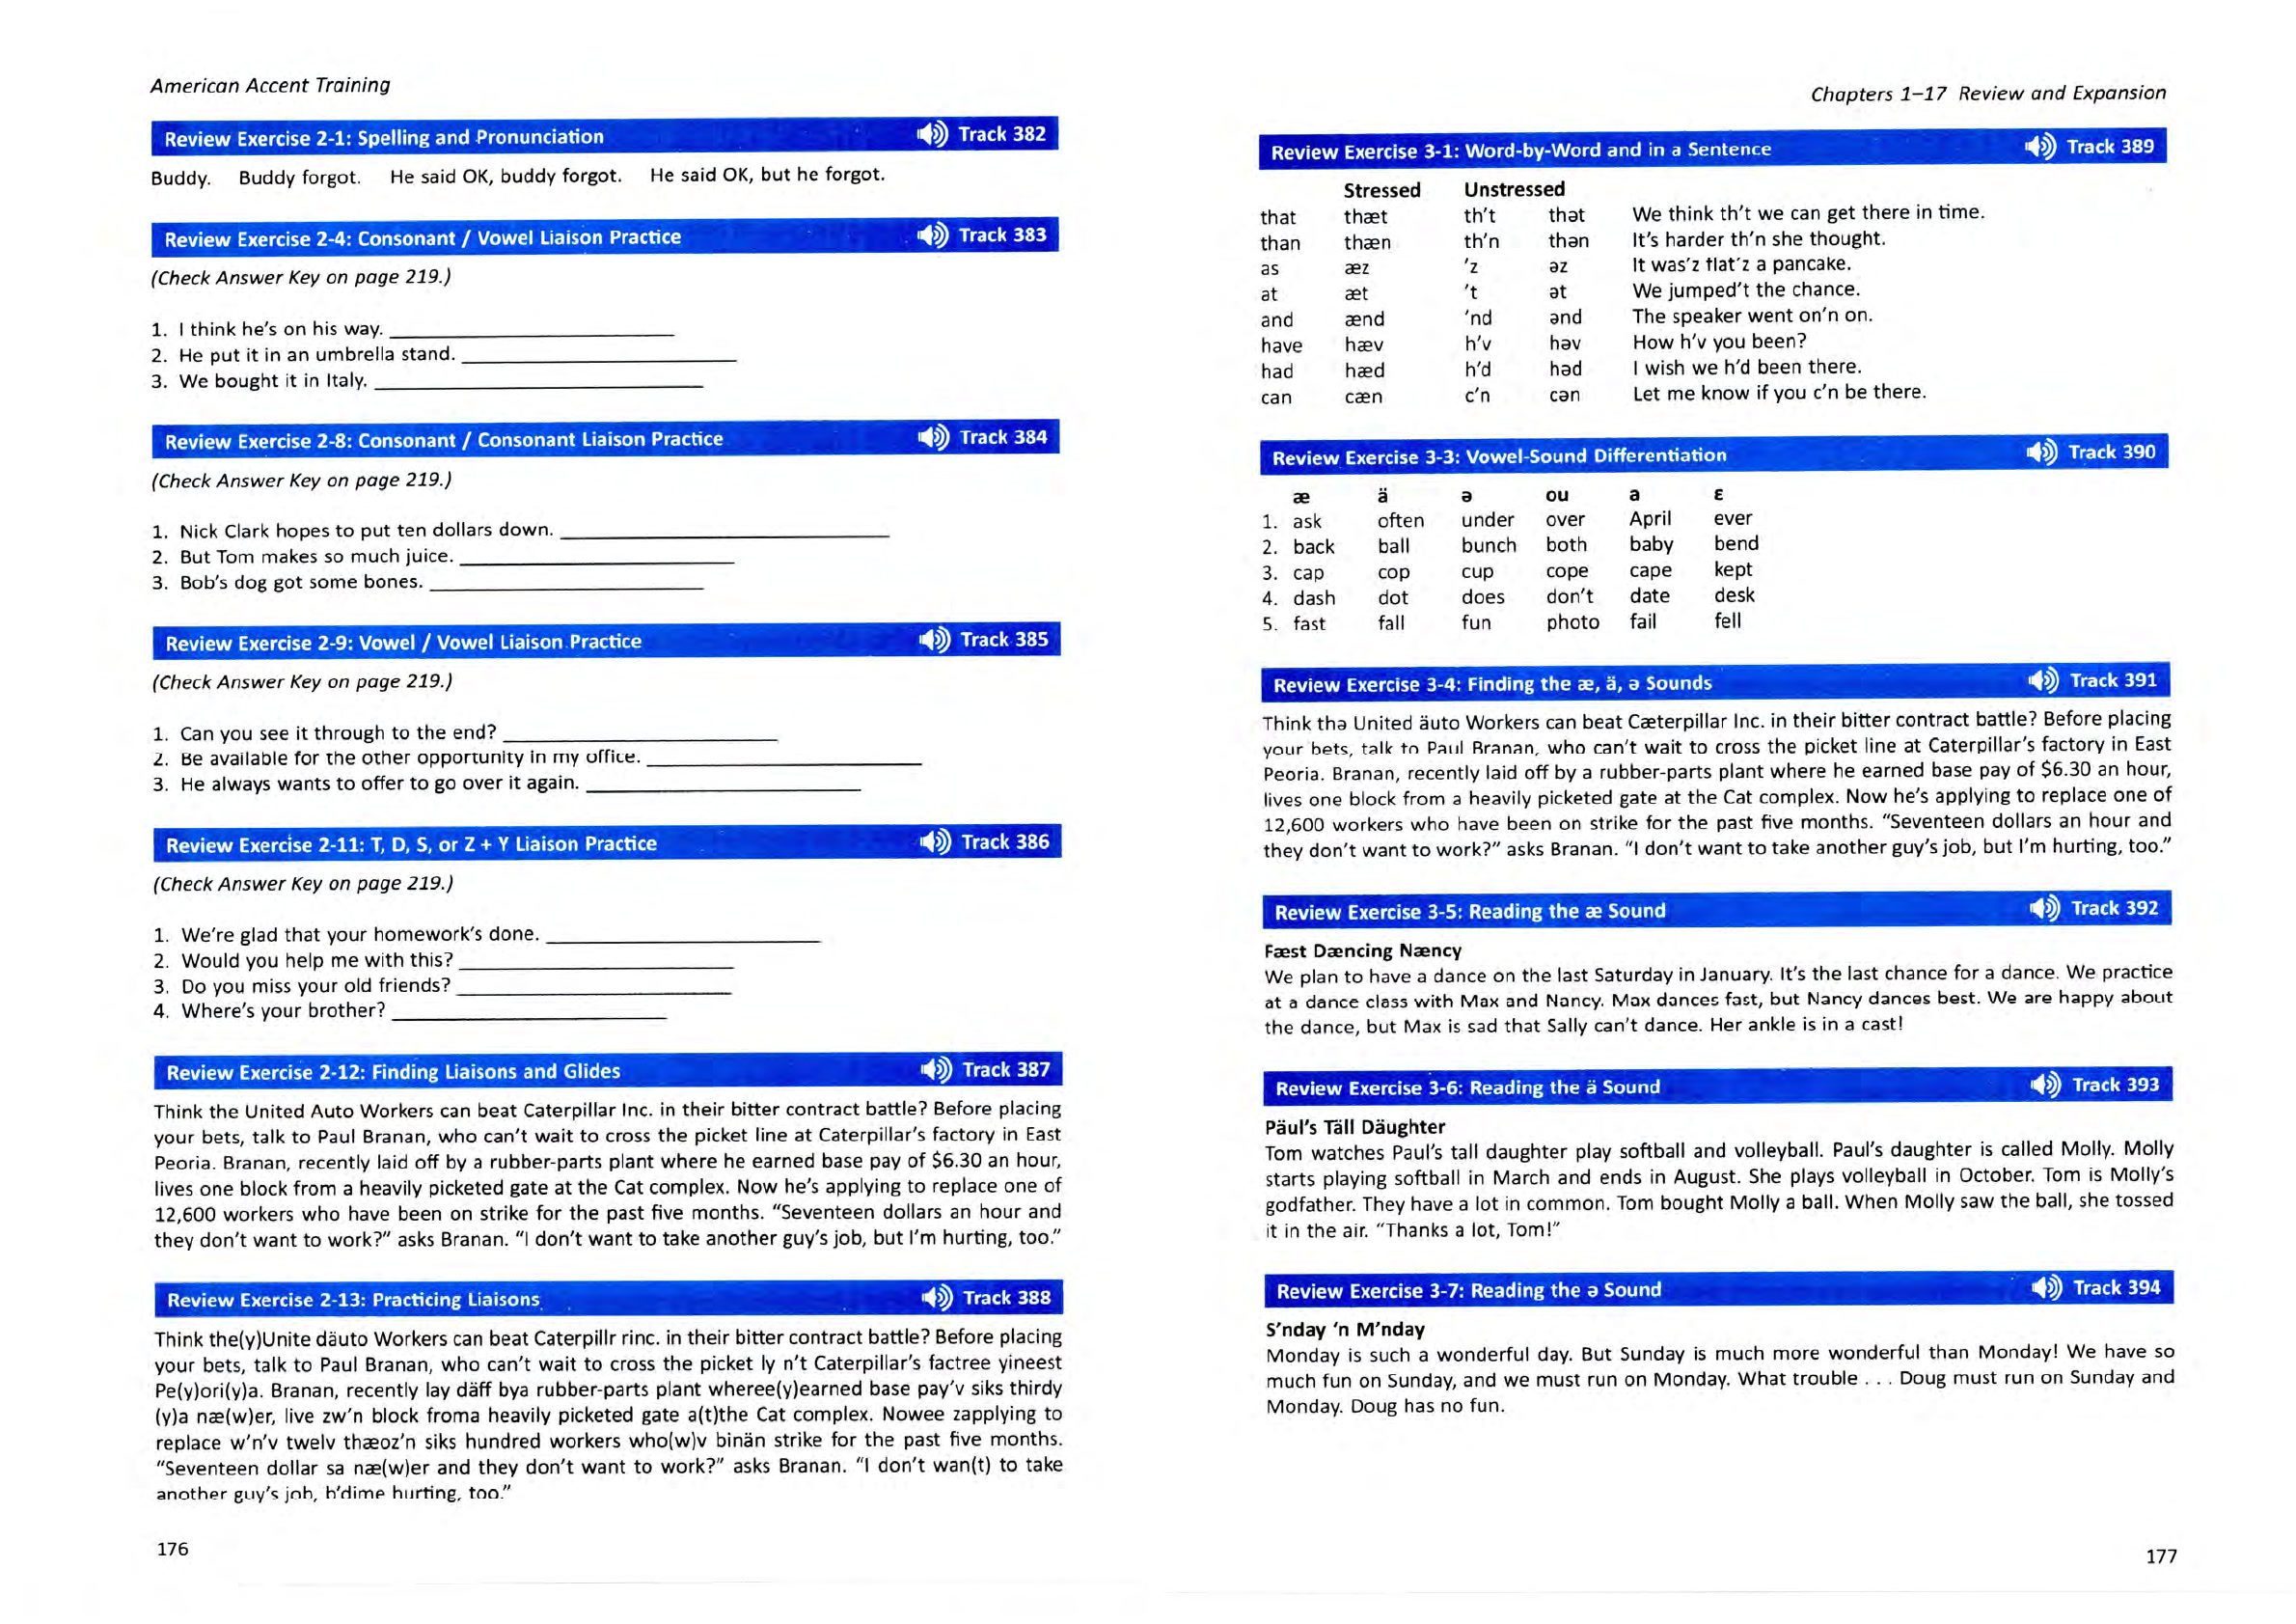 American Accent Training
Review Exercise 2-1: Spelling and Pronunciation Track 382
Buddy. Buddy forgot. He said OK, buddy forgot. He said OK, but he forgot.
Review Exercise 2-4: Consonant / Vowel Liaison Practice Track 383
(Check Answer Key on page 219.)
1. I think he's on his way.
2. He put it in an umbrella stand.
3. We bought it in Italy.
Review Exercise 2-8: Consonant / Consonant Liaison Practice Track 384
(Check Answer Key on page 219.)
1. Nick Clark hopes to put ten dollars down.
2. But Tom makes so much juice.
3. Bob's dog got some bones.
Review Exercise 2-9: Vowel / Vowel Liaison Practice Track 385
(Check Answer Key on page 219.)
1. Can you see it through to the end?
2. Be available for the other opportunity in my office.
3. He always wants to offer to go over it again.
Review Exercise 2-11: T, D, S, or Z + Y Liaison Practice Track 386
(Check Answer Key on page 219.)
1. We're glad that your homework's done.
2. Would you help me with this?
3. Do you miss your old friends?
4. Where's your brother?
Review Exercise 2-12: Finding Liaisons and Glides Track 387
Think the United Auto Workers can beat Caterpillar Inc. in their bitter contract battle? Before placing
your bets, talk to Paul Branan, who can't wait to cross the picket line at Caterpillar's factory in East
Peoria. Branan, recently laid off by a rubber-parts plant where he earned base pay of $6.30 an hour,
lives one block from a heavily picketed gate at the Cat complex. Now he's applying to replace one of
12,600 workers who have been on strike for the past five months. "Seventeen dollars an hour and
they don't want to work?" asks Branan. "I don't want to take another guy's job, but I'm hurting, too."
Review Exercise 2-13: Practicing Liaisons Track 388
Think the(y)Unite däuto Workers can beat Caterpillr rinc. in their bitter contract battle? Before placing
your bets, talk to Paul Branan, who can't wait to cross the picket ly n't Caterpillar's factree yineest
Pe(y)ori(y)a. Branan, recently lay däff bya rubber-parts plant wheree(y)earned base pay'v siks thirdy
(y)a næ(w)er, live zw'n block froma heavily picketed gate a(t)the Cat complex. Nowee zapplying to
replace w'n'v twelv thæoz'n siks hundred workers who(w)v binän strike for the past five months.
"Seventeen dollar sa næ(w)er and they don't want to work?" asks Branan. "I don't wan(t) to take
another guy's job, b'dime hurting, too."
176
Chapters 1–17 Review and Expansion
Review Exercise 3-1: Word-by-Word and in a Sentence Track 389
Stressed Unstressed
that thæt th't thət We think th't we can get there in time.
than thæn th'n thən It's harder th'n she thought.
as æz 'z əz It was'z flat'z a pancake.
at æt 't ət We jumped't the chance.
and ænd 'nd ənd The speaker went on'n on.
have hæv h'v həv How h'v you been?
had hæd h'd həd I wish we h'd been there.
can cæn c'n cən Let me know if you c'n be there.
Review Exercise 3-3: Vowel-Sound Differentiation Track 390
æ ä ə ou a ɛ
1. ask often under over April ever
2. back ball bunch both baby bend
3. cap cop cup cope cape kept
4. dash dot does don't date desk
5. fast fall fun photo fail fell
Review Exercise 3-4: Finding the æ, ä, ə Sounds Track 391
Think thə United äuto Workers can beat Cæterpillar Inc. in their bitter contract battle? Before placing
your bets, talk to Paul Branan, who can't wait to cross the picket line at Caterpillar's factory in East
Peoria. Branan, recently laid off by a rubber-parts plant where he earned base pay of $6.30 an hour,
lives one block from a heavily picketed gate at the Cat complex. Now he's applying to replace one of
12,600 workers who have been on strike for the past five months. "Seventeen dollars an hour and
they don't want to work?" asks Branan. "I don't want to take another guy's job, but I'm hurting, too."
Review Exercise 3-5: Reading the æ Sound Track 392
Fæst Dæncing Næncy
We plan to have a dance on the last Saturday in January. It's the last chance for a dance. We practice
at a dance class with Max and Nancy. Max dances fast, but Nancy dances best. We are happy about
the dance, but Max is sad that Sally can't dance. Her ankle is in a cast!
Review Exercise 3-6: Reading the ä Sound Track 393
Päul's Täll Däughter
Tom watches Paul's tall daughter play softball and volleyball. Paul's daughter is called Molly. Molly
starts playing softball in March and ends in August. She plays volleyball in October. Tom is Molly's
godfather. They have a lot in common. Tom bought Molly a ball. When Molly saw the ball, she tossed
it in the air. "Thanks a lot, Tom!"
Review Exercise 3-7: Reading the ə Sound Track 394
S'nday 'n M'nday
Monday is such a wonderful day. But Sunday is much more wonderful than Monday! We have so
much fun on Sunday, and we must run on Monday. What trouble . . . Doug must run on Sunday and
Monday. Doug has no fun.
177